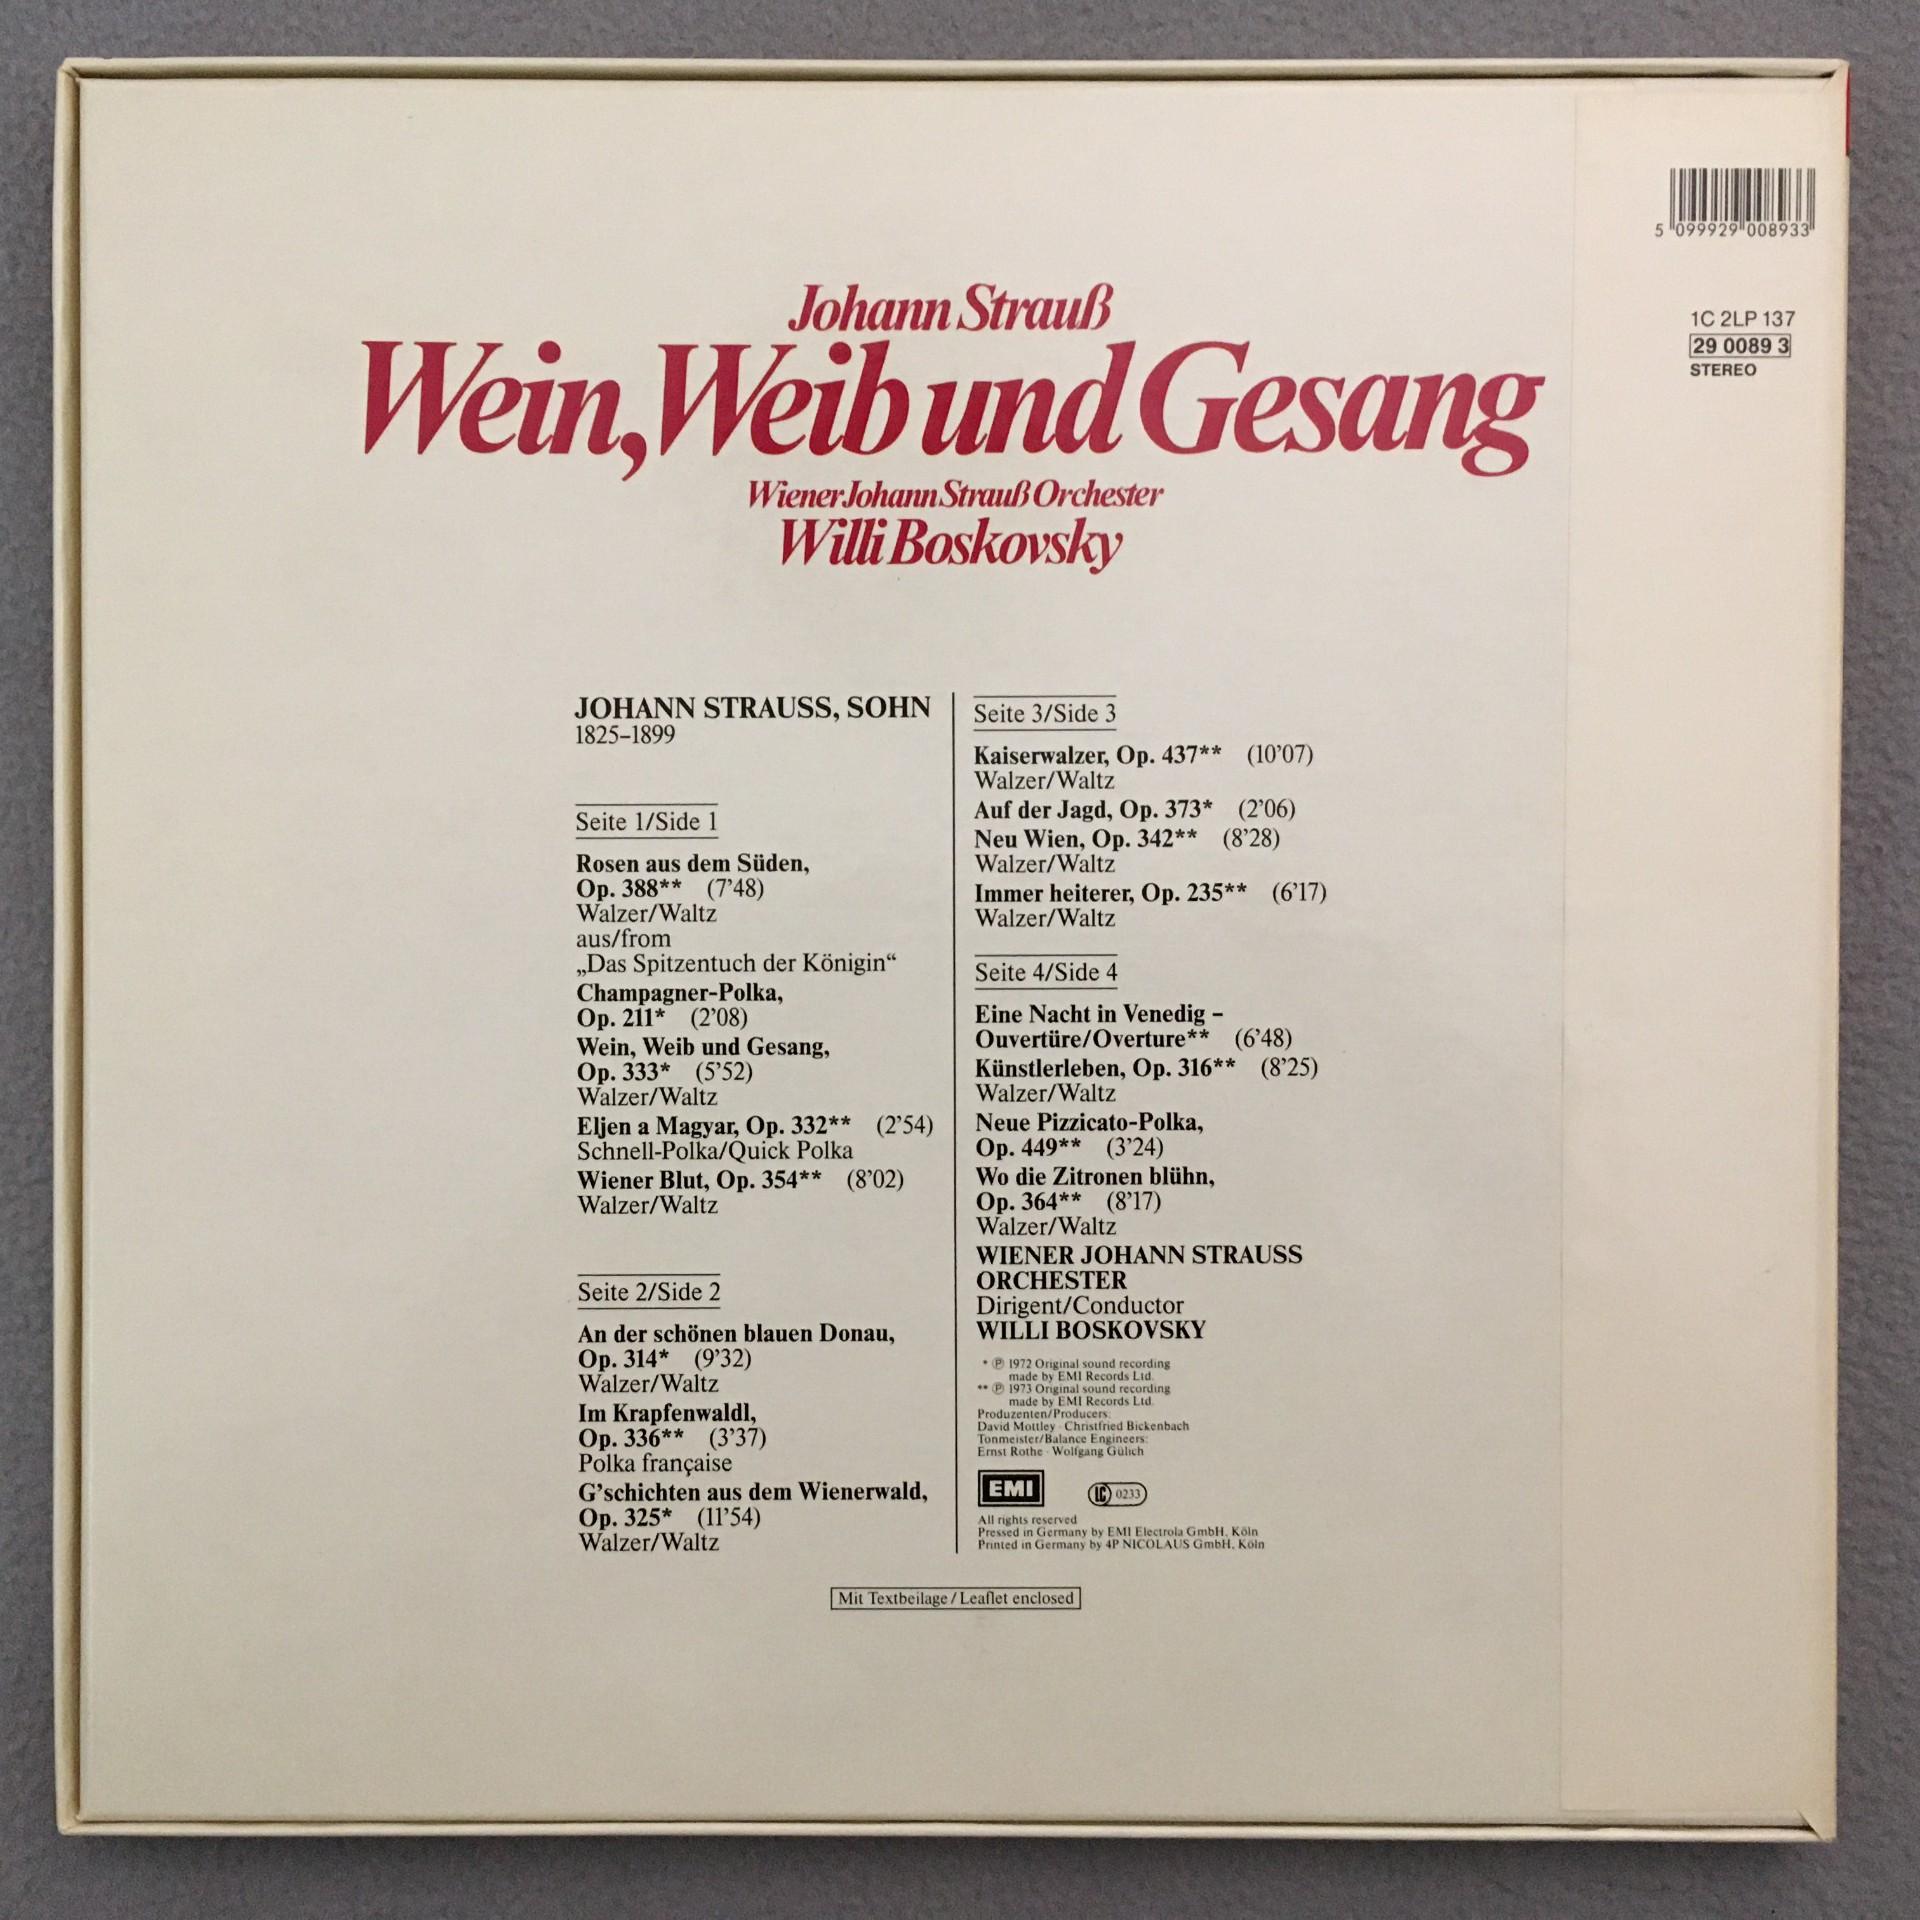 5 099929 008933
1C 2LP 137
29 0089 3
STEREO
Johann Strauß
Wein, Weib und Gesang
Wiener Johann Strauß Orchester
Willi Boskovsky
JOHANN STRAUSS, SOHN
1825–1899
Seite 1/Side 1
Rosen aus dem Süden,
Op. 388** (7'48)
Walzer/Waltz
aus/from
„Das Spitzentuch der Königin“
Champagner-Polka,
Op. 211* (2'08)
Wein, Weib und Gesang,
Op. 333* (5'52)
Walzer/Waltz
Eljen a Magyar, Op. 332** (2'54)
Schnell-Polka/Quick Polka
Wiener Blut, Op. 354** (8'02)
Walzer/Waltz
Seite 2/Side 2
An der schönen blauen Donau,
Op. 314* (9'32)
Walzer/Waltz
Im Krapfenwaldl,
Op. 336** (3'37)
Polka française
G'schichten aus dem Wienerwald,
Op. 325* (11'54)
Walzer/Waltz
Seite 3/Side 3
Kaiserwalzer, Op. 437** (10'07)
Walzer/Waltz
Auf der Jagd, Op. 373* (2'06)
Neu Wien, Op. 342** (8'28)
Walzer/Waltz
Immer heiterer, Op. 235** (6'17)
Walzer/Waltz
Seite 4/Side 4
Eine Nacht in Venedig –
Ouvertüre/Overture** (6'48)
Künstlerleben, Op. 316** (8'25)
Walzer/Waltz
Neue Pizzicato-Polka,
Op. 449** (3'24)
Wo die Zitronen blühn,
Op. 364** (8'17)
Walzer/Waltz
WIENER JOHANN STRAUSS
ORCHESTER
Dirigent/Conductor
WILLI BOSKOVSKY
* ℗ 1972 Original sound recording
made by EMI Records Ltd.
** ℗ 1973 Original sound recording
made by EMI Records Ltd.
Produzenten/Producers:
David Mottley · Christfried Bickenbach
Tonmeister/Balance Engineers:
Ernst Rothe · Wolfgang Gülich
EMI LC 0233
All rights reserved
Pressed in Germany by EMI Electrola GmbH, Köln
Printed in Germany by 4P NICOLAUS GmbH, Köln
Mit Textbeilage / Leaflet enclosed